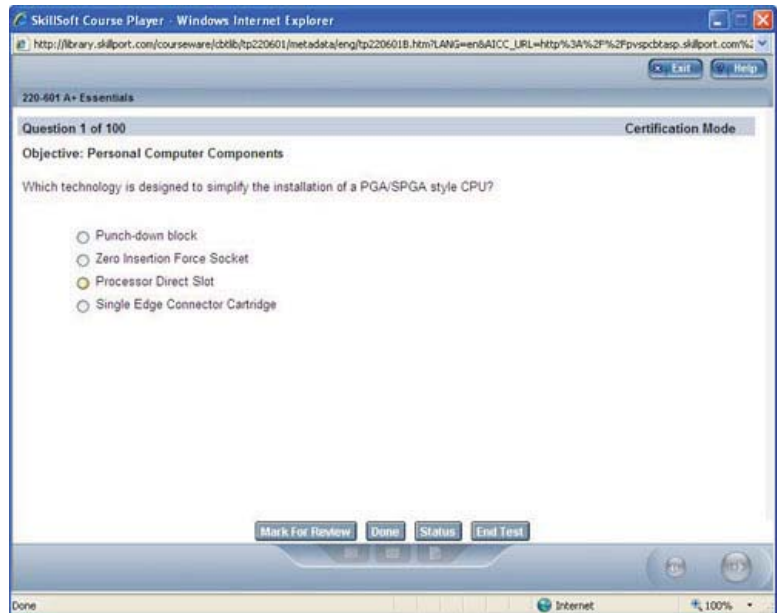 SkillSoft Course Player - Windows Internet Explorer
http://library.skillport.com/courseware/cbtlib/tp220601/metadata/eng/tp220601B.htm?LANG=en&AICC_URL=http%3A%2F%2Fpvspcbtasp.skillport.com%2
Exit Help
220-601 A+ Essentials
Question 1 of 100 Certification Mode
Objective: Personal Computer Components
Which technology is designed to simplify the installation of a PGA/SPGA style CPU?
Punch-down block
Zero Insertion Force Socket
Processor Direct Slot
Single Edge Connector Cartridge
Mark For Review Done Status End Test
Done Internet 100%